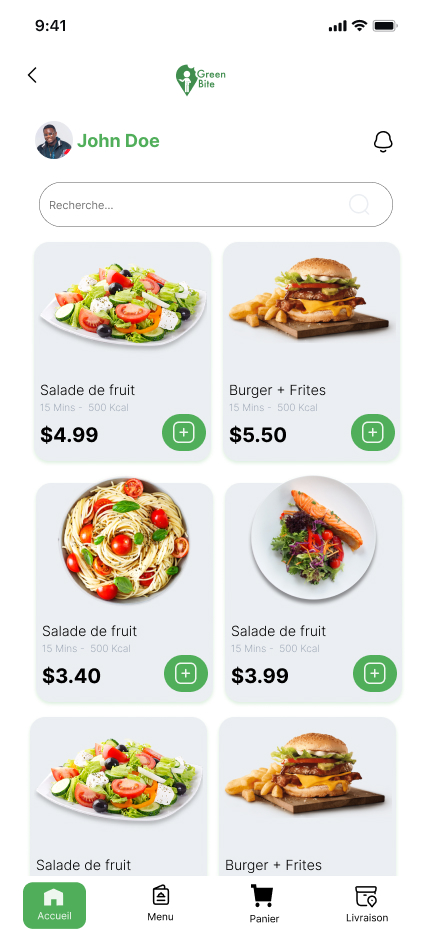 9:41
Green
Bite
John Doe
Recherche...
Salade de fruit
15 Mins - 500 Kcal
$4.99
Burger + Frites
15 Mins - 500 Kcal
$5.50
Salade de fruit
15 Mins - 500 Kcal
$3.40
Salade de fruit
15 Mins - 500 Kcal
$3.99
Salade de fruit
Burger + Frites
Accueil
Menu
Panier
Livraison